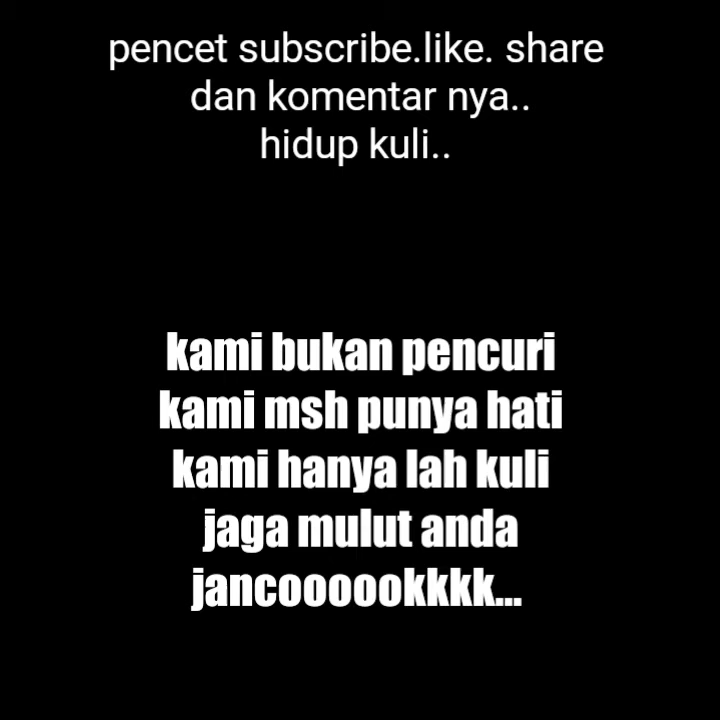 pencet subscribe.like. share
dan komentar nya..
hidup kuli..
kami bukan pencuri
kami msh punya hati
kami hanya lah kuli
jaga mulut anda
jancoooookkkk...